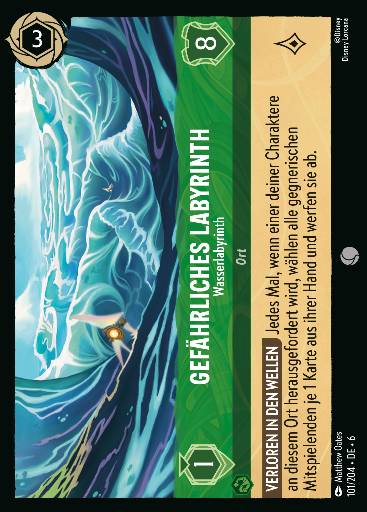 3
8
GEFÄHRLICHES LABYRINTH
Wasserlabyrinth
1
Ort
VERLOREN IN DEN WELLEN Jedes Mal, wenn einer deiner Charaktere
an diesem Ort herausgefordert wird, wählen alle gegnerischen
Mitspielenden je 1 Karte aus ihrer Hand und werfen sie ab.
Matthew Oates
101/204 • DE • 6
©Disney
Disney Lorcana